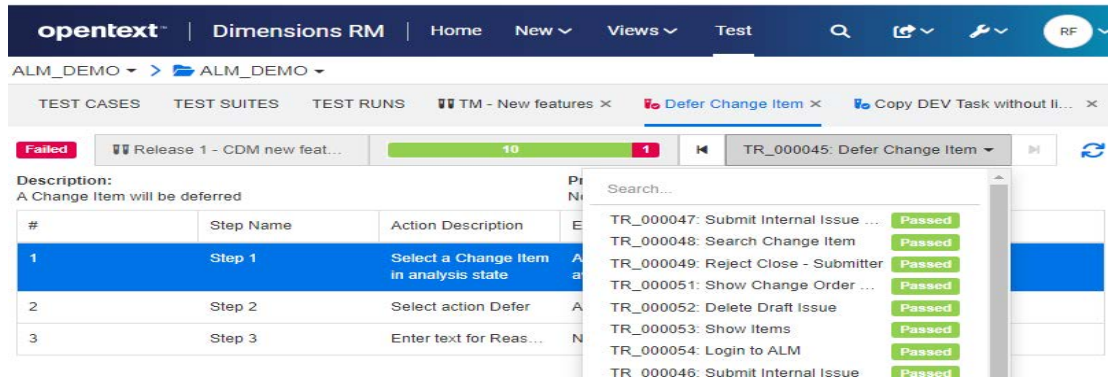 opentext™ | Dimensions RM | Home New Views Test RF
ALM_DEMO > ALM_DEMO
TEST CASES TEST SUITES TEST RUNS TM - New features × Defer Change Item × Copy DEV Task without li... ×
Failed Release 1 - CDM new feat... 10 1 TR_000045: Defer Change Item
Description:
A Change Item will be deferred
# Step Name Action Description
1 Step 1 Select a Change Item
in analysis state
2 Step 2 Select action Defer
3 Step 3 Enter text for Reas...
Search...
TR_000047: Submit Internal Issue ... Passed
TR_000048: Search Change Item Passed
TR_000049: Reject Close - Submitter Passed
TR_000051: Show Change Order ... Passed
TR_000052: Delete Draft Issue Passed
TR_000053: Show Items Passed
TR_000054: Login to ALM Passed
TR_000046: Submit Internal Issue Passed